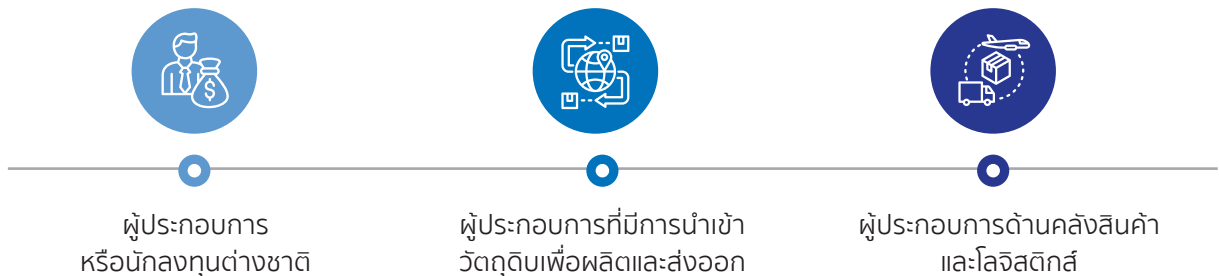 $
ผู้ประกอบการ
หรือนักลงทุนต่างชาติ
ผู้ประกอบการที่มีการนำเข้า
วัตถุดิบเพื่อผลิตและส่งออก
ผู้ประกอบการด้านคลังสินค้า
และโลจิสติกส์